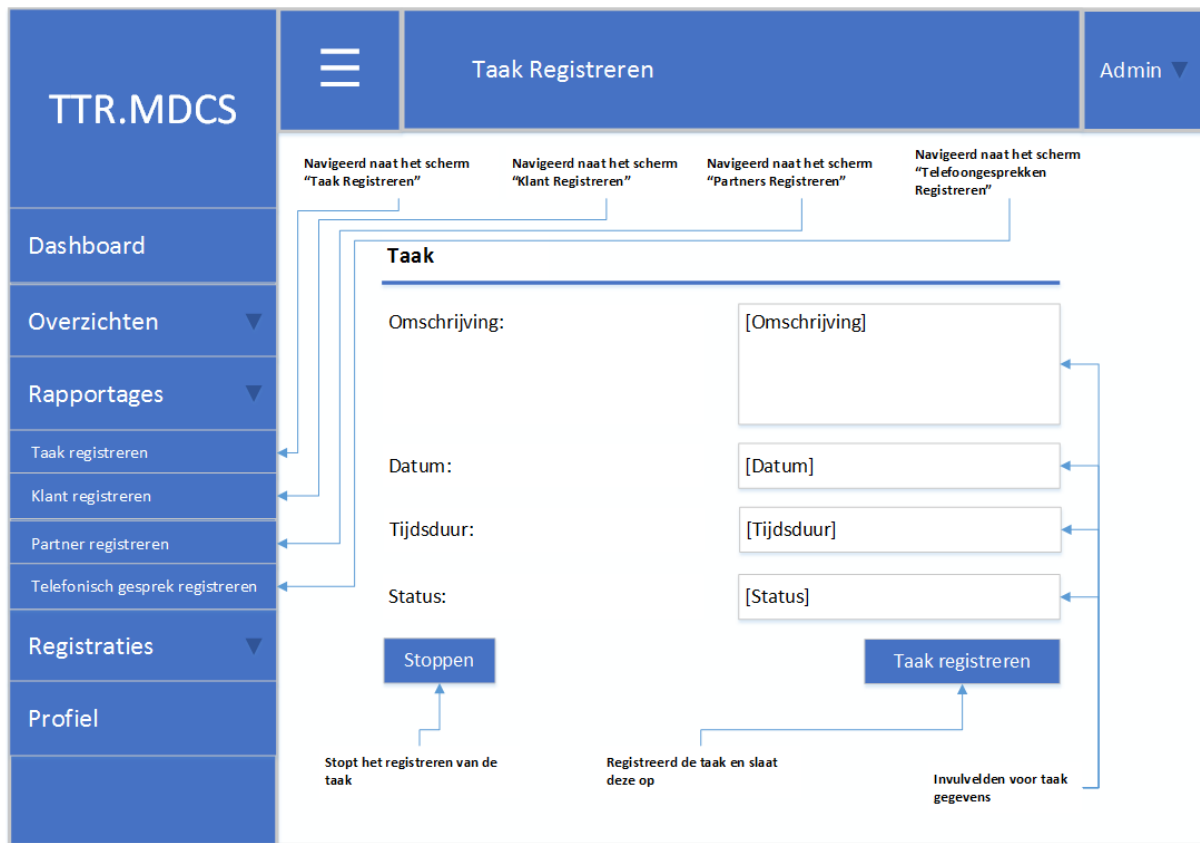 TTR.MDCS
☰
Taak Registreren
Admin ▼
Navigeerd naat het scherm
“Taak Registreren”
Navigeerd naat het scherm
“Klant Registreren”
Navigeerd naat het scherm
“Partners Registreren”
Navigeerd naat het scherm
“Telefoongesprekken
Registreren”
Dashboard
Overzichten ▼
Rapportages ▼
Taak registreren
Klant registreren
Partner registreren
Telefonisch gesprek registreren
Registraties ▼
Profiel
Taak
Omschrijving:
[Omschrijving]
Datum:
[Datum]
Tijdsduur:
[Tijdsduur]
Status:
[Status]
Stoppen
Taak registreren
Stopt het registreren van de
taak
Registreerd de taak en slaat
deze op
Invulvelden voor taak
gegevens